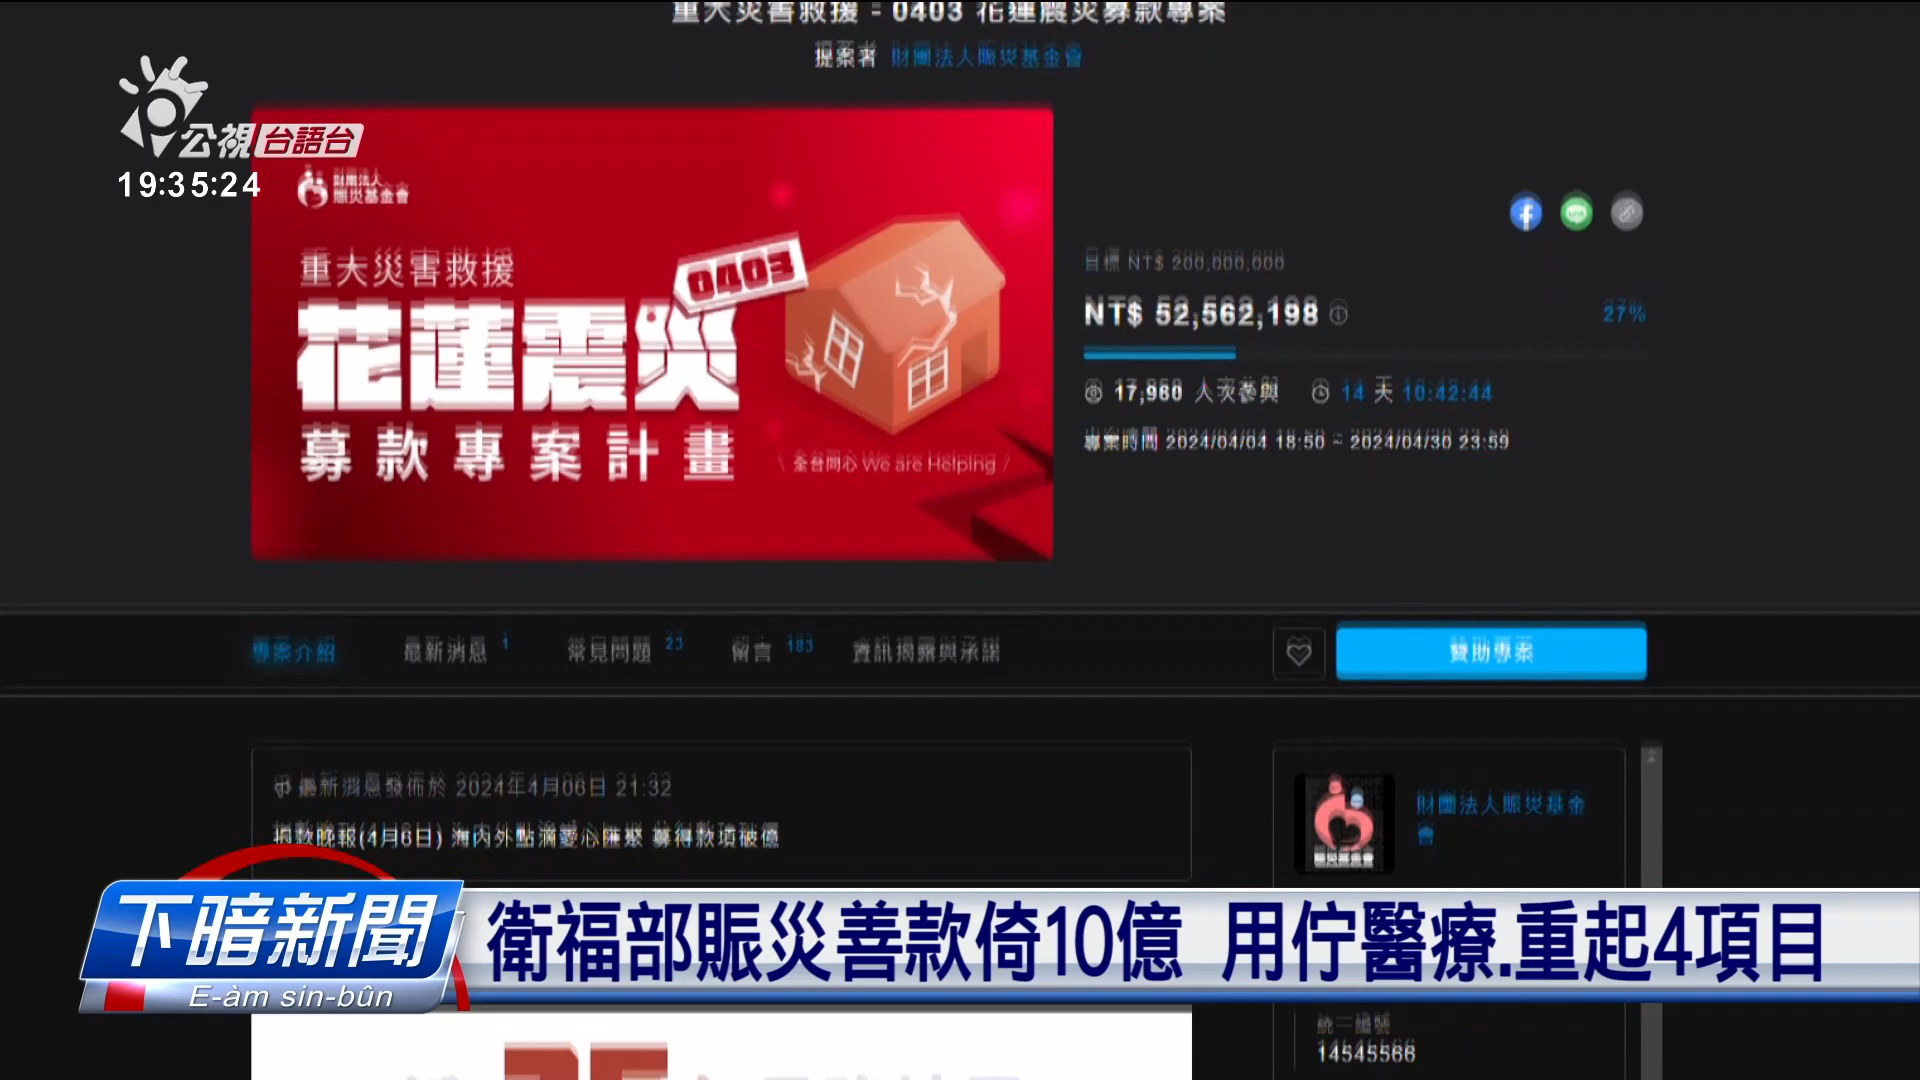 重大災害救援 - 0403 花蓮震災募款專案
提案者 財團法人賑災基金會
公視台語台
19:35:24
財團法人
賑災基金會
重大災害救援
0403
花蓮震災
募款專案計畫
\ 全台同心 We are Helping /
目標 NT$ 200,000,000
NT$ 52,562,198
27%
17,960 人次參與 14 天 10:42:44
專案時間 2024/04/04 18:50 ~ 2024/04/30 23:59
專案介紹 最新消息 1 常見問題 23 留言 183 資訊揭露與承諾
贊助專案
最新消息發佈於 2024年4月06日 21:32
捐款晚報(4月6日) 海內外點滴愛心匯聚 募得款項破億
財團法人賑災基金
會
賑災基金會
下暗新聞
E-àm sin-bûn
衛福部賑災善款倚10億 用佇醫療.重起4項目
統一編號
14545566